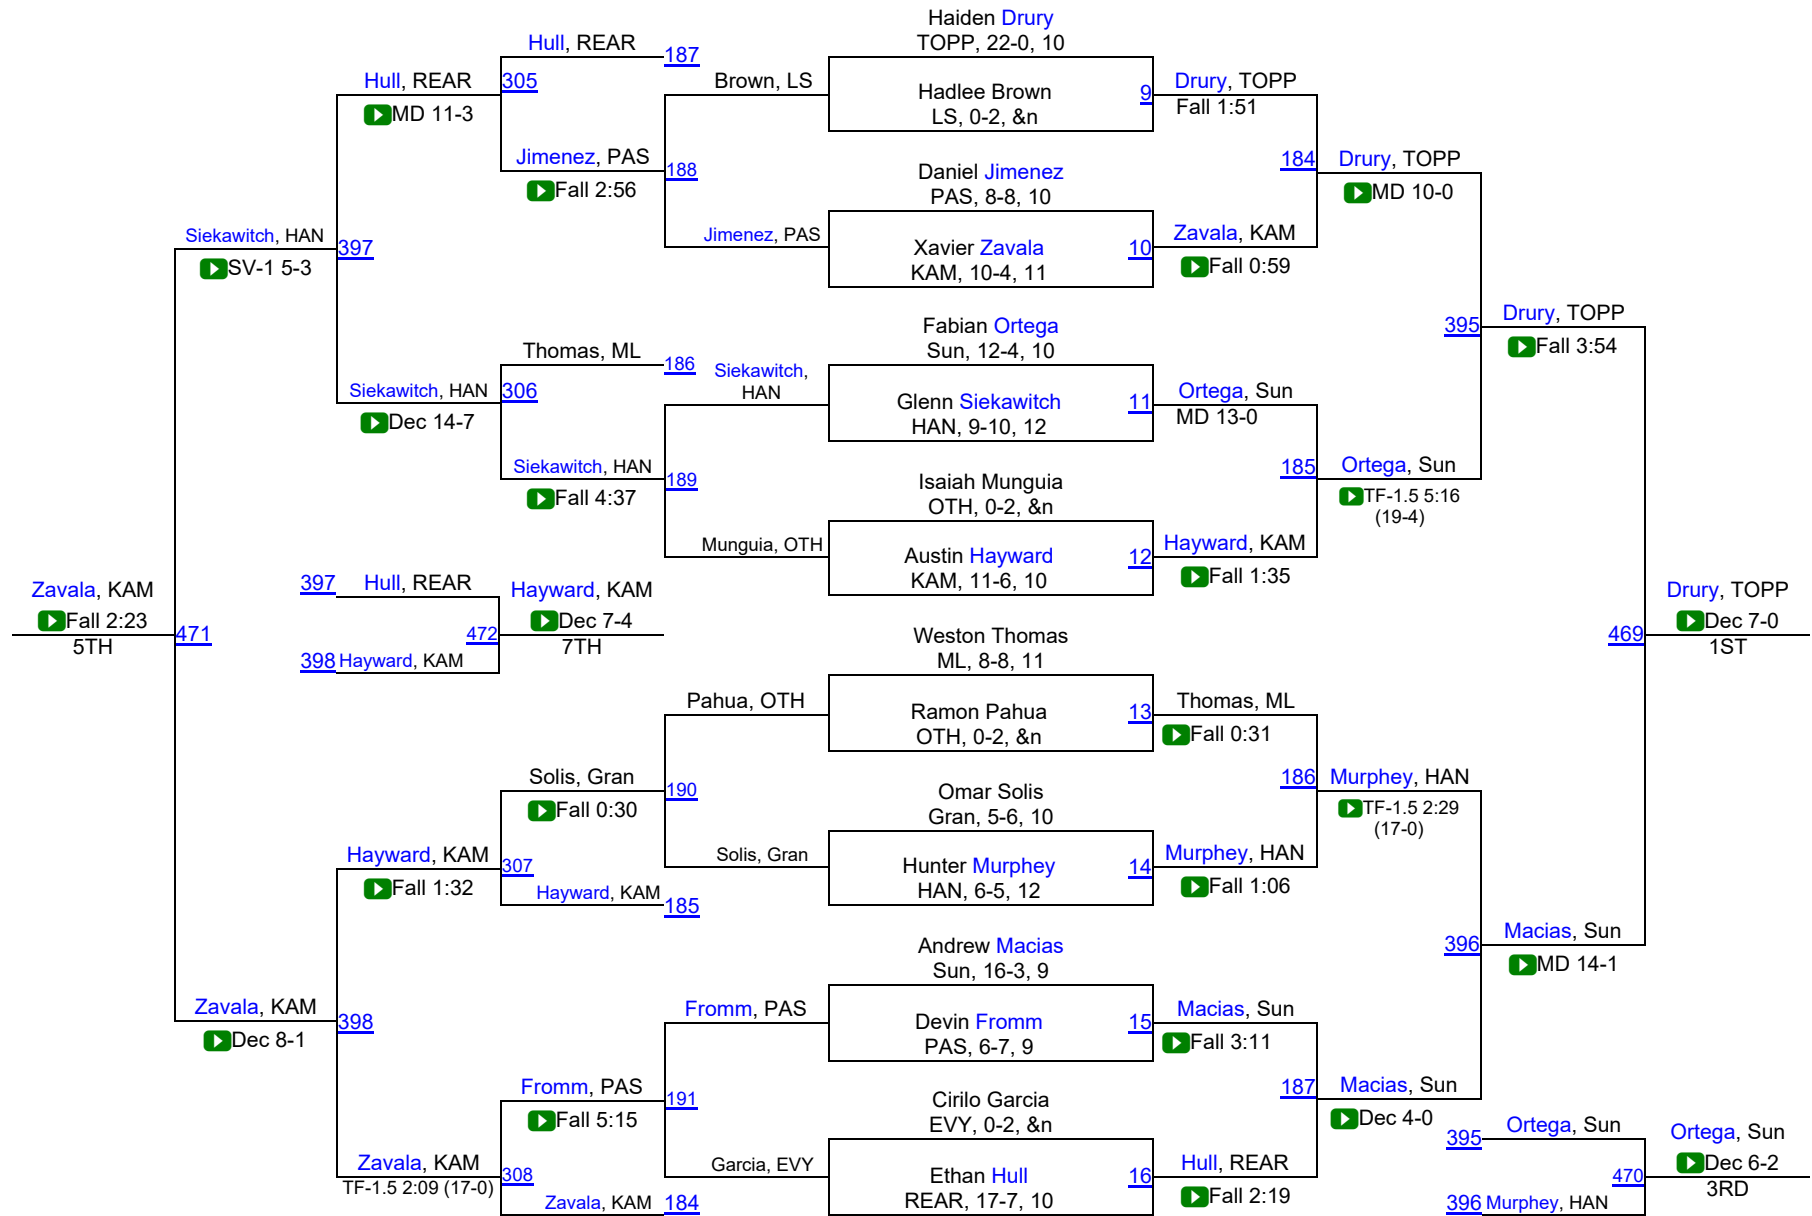 Haiden Drury
TOPP, 22-0, 10
Hull, REAR
187
Brown, LS
Hadlee Brown
LS, 0-2, &n
9
Drury, TOPP
Fall 1:51
Hull, REAR
305
MD 11-3
Jimenez, PAS
188
Fall 2:56
Daniel Jimenez
PAS, 8-8, 10
184
Drury, TOPP
MD 10-0
Siekawitch, HAN
397
SV-1 5-3
Jimenez, PAS
Xavier Zavala
KAM, 10-4, 11
10
Zavala, KAM
Fall 0:59
Fabian Ortega
Sun, 12-4, 10
395
Drury, TOPP
Fall 3:54
Thomas, ML
186
Siekawitch,
HAN
Glenn Siekawitch
HAN, 9-10, 12
11
Ortega, Sun
MD 13-0
Siekawitch, HAN
306
Dec 14-7
Siekawitch, HAN
189
Fall 4:37
Isaiah Munguia
OTH, 0-2, &n
185
Ortega, Sun
TF-1.5 5:16
(19-4)
Munguia, OTH
Austin Hayward
KAM, 11-6, 10
12
Hayward, KAM
Fall 1:35
Zavala, KAM
Fall 2:23
5TH
471
397
Hull, REAR
472
398
Hayward, KAM
Hayward, KAM
Dec 7-4
7TH
Weston Thomas
ML, 8-8, 11
469
Drury, TOPP
Dec 7-0
1ST
Pahua, OTH
Ramon Pahua
OTH, 0-2, &n
13
Thomas, ML
Fall 0:31
Solis, Gran
190
Fall 0:30
Omar Solis
Gran, 5-6, 10
186
Murphey, HAN
TF-1.5 2:29
(17-0)
Hayward, KAM
307
Fall 1:32
Solis, Gran
Hunter Murphey
HAN, 6-5, 12
14
Murphey, HAN
Fall 1:06
Hayward, KAM
185
Andrew Macias
Sun, 16-3, 9
396
Macias, Sun
MD 14-1
Zavala, KAM
398
Dec 8-1
Fromm, PAS
Devin Fromm
PAS, 6-7, 9
15
Macias, Sun
Fall 3:11
Fromm, PAS
191
Fall 5:15
Cirilo Garcia
EVY, 0-2, &n
187
Macias, Sun
Dec 4-0
395
Ortega, Sun
Ortega, Sun
Dec 6-2
3RD
470
396
Murphey, HAN
Zavala, KAM
308
TF-1.5 2:09 (17-0)
Garcia, EVY
Ethan Hull
REAR, 17-7, 10
16
Hull, REAR
Fall 2:19
Zavala, KAM
184